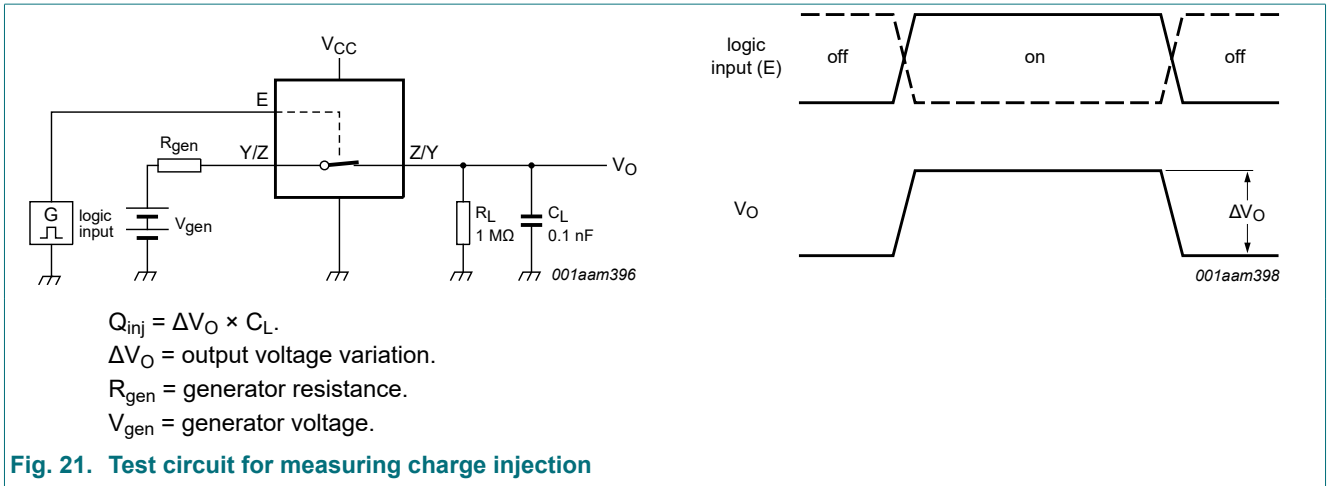 VCC
E
Rgen
Y/Z
Z/Y
VO
G
logic
input
Vgen
RL
1 MΩ
CL
0.1 nF
001aam396
logic
input (E)
off
on
off
VO
ΔVO
001aam398
Qinj = ΔVO × CL.
ΔVO = output voltage variation.
Rgen = generator resistance.
Vgen = generator voltage.
Fig. 21. Test circuit for measuring charge injection